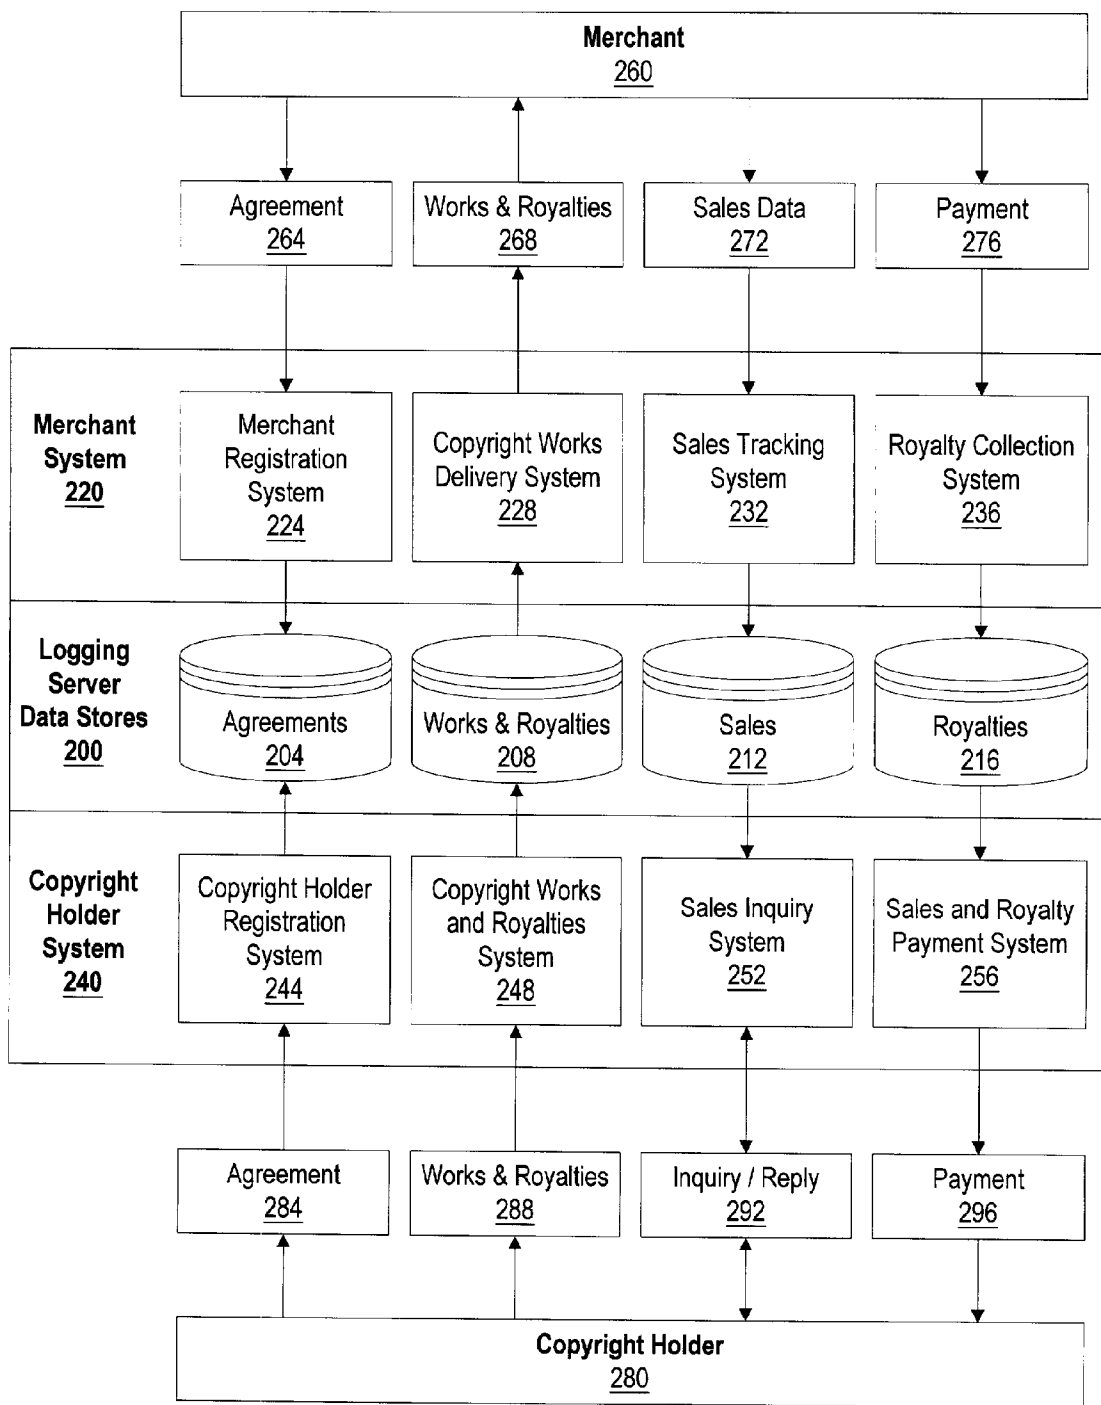 Merchant
260
Agreement
264
Works & Royalties
268
Sales Data
272
Payment
276
Merchant
System
220
Merchant
Registration
System
224
Copyright Works
Delivery System
228
Sales Tracking
System
232
Royalty Collection
System
236
Logging
Server
Data Stores
200
Agreements
204
Works & Royalties
208
Sales
212
Royalties
216
Copyright
Holder
System
240
Copyright Holder
Registration
System
244
Copyright Works
and Royalties
System
248
Sales Inquiry
System
252
Sales and Royalty
Payment System
256
Agreement
284
Works & Royalties
288
Inquiry / Reply
292
Payment
296
Copyright Holder
280